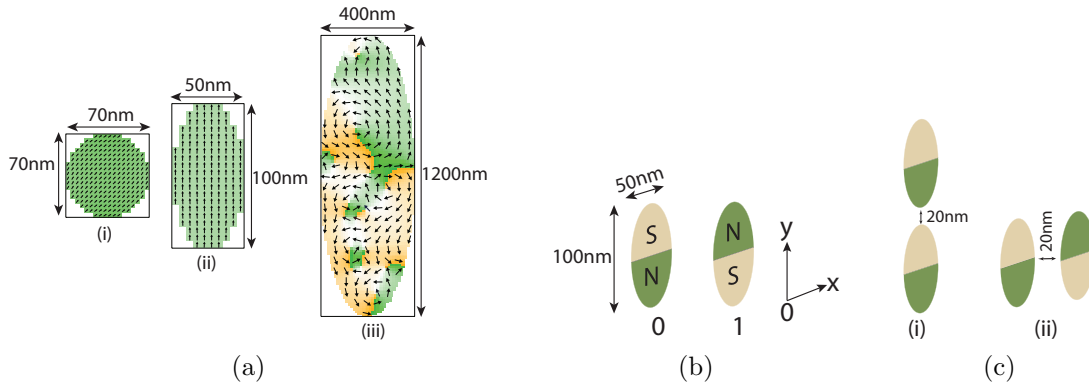 70nm
70nm
(i)
50nm
100nm
(ii)
400nm
1200nm
(iii)
(a)
50nm
100nm
S
N
0
N
S
1
y
x
0
(b)
20nm
(i)
20nm
(ii)
(c)